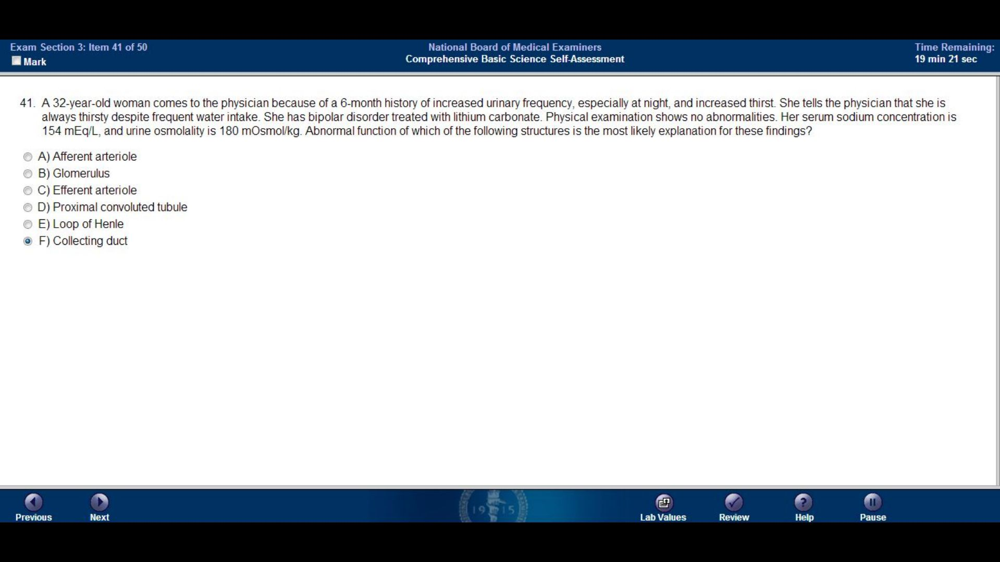 Exam Section 3: Item 41 of 50
National Board of Medical Examiners
Time Remaining:
Mark
Comprehensive Basic Science Self-Assessment
19 min 21 sec
41. A 32-year-old woman comes to the physician because of a 6-month history of increased urinary frequency, especially at night, and increased thirst. She tells the physician that she is
always thirsty despite frequent water intake. She has bipolar disorder treated with lithium carbonate. Physical examination shows no abnormalities. Her serum sodium concentration is
154 mEq/L, and urine osmolality is 180 mOsmol/kg. Abnormal function of which of the following structures is the most likely explanation for these findings?
A) Afferent arteriole
B) Glomerulus
C) Efferent arteriole
D) Proximal convoluted tubule
E) Loop of Henle
F) Collecting duct
1915
Previous
Next
Lab Values
Review
Help
Pause